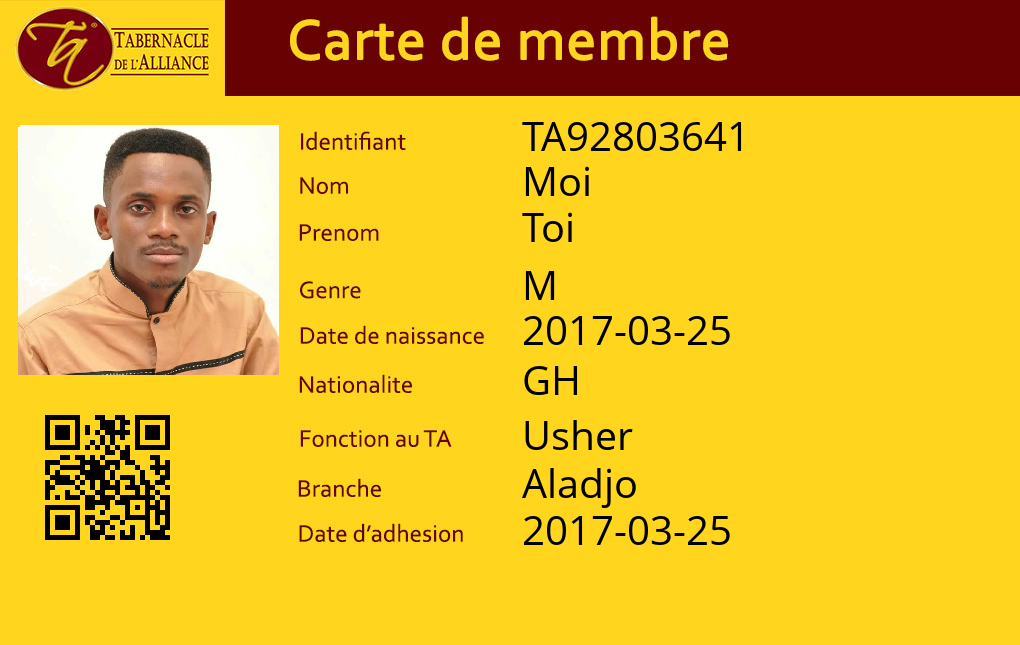 Ta®
TABERNACLE
DE L'ALLIANCE
Carte de membre
Identifiant TA92803641
Nom Moi
Prenom Toi
Genre M
Date de naissance 2017-03-25
Nationalite GH
Fonction au TA Usher
Branche Aladjo
Date d’adhesion 2017-03-25